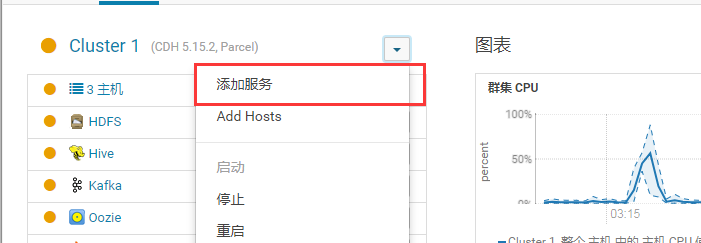 Cluster 1 (CDH 5.15.2, Parcel)
3 主机
HDFS
Hive
Kafka
Oozie
添加服务
Add Hosts
启动
停止
重启
图表
群集 CPU
percent
100%
50%
0%
03:15
Cluster 1, 整个 主机 中的 主机 CPU 使